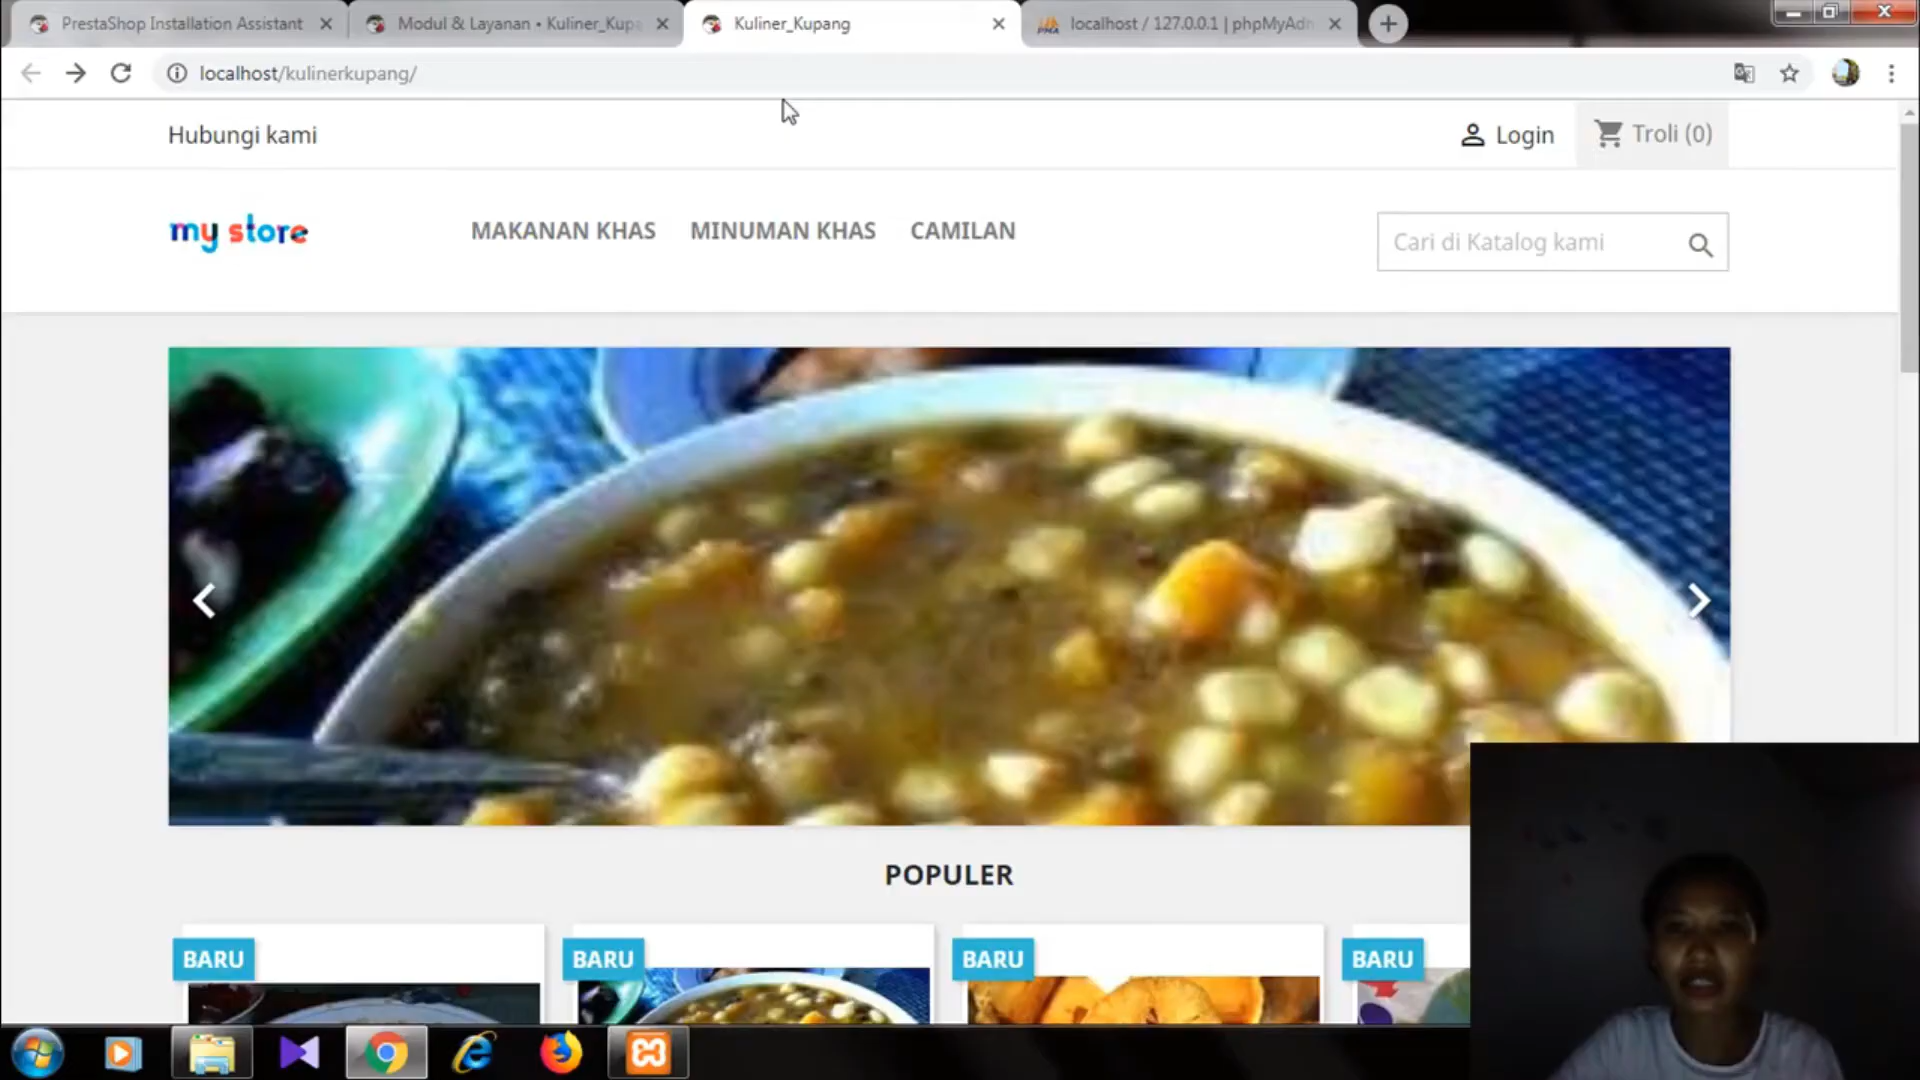 PrestaShop Installation Assistant
Modul & Layanan • Kuliner_Kupa
Kuliner_Kupang
localhost / 127.0.0.1 | phpMyAdm
localhost/kulinerkupang/
Hubungi kami
Login
Troli (0)
my store
MAKANAN KHAS
MINUMAN KHAS
CAMILAN
Cari di Katalog kami
POPULER
BARU
BARU
BARU
BARU